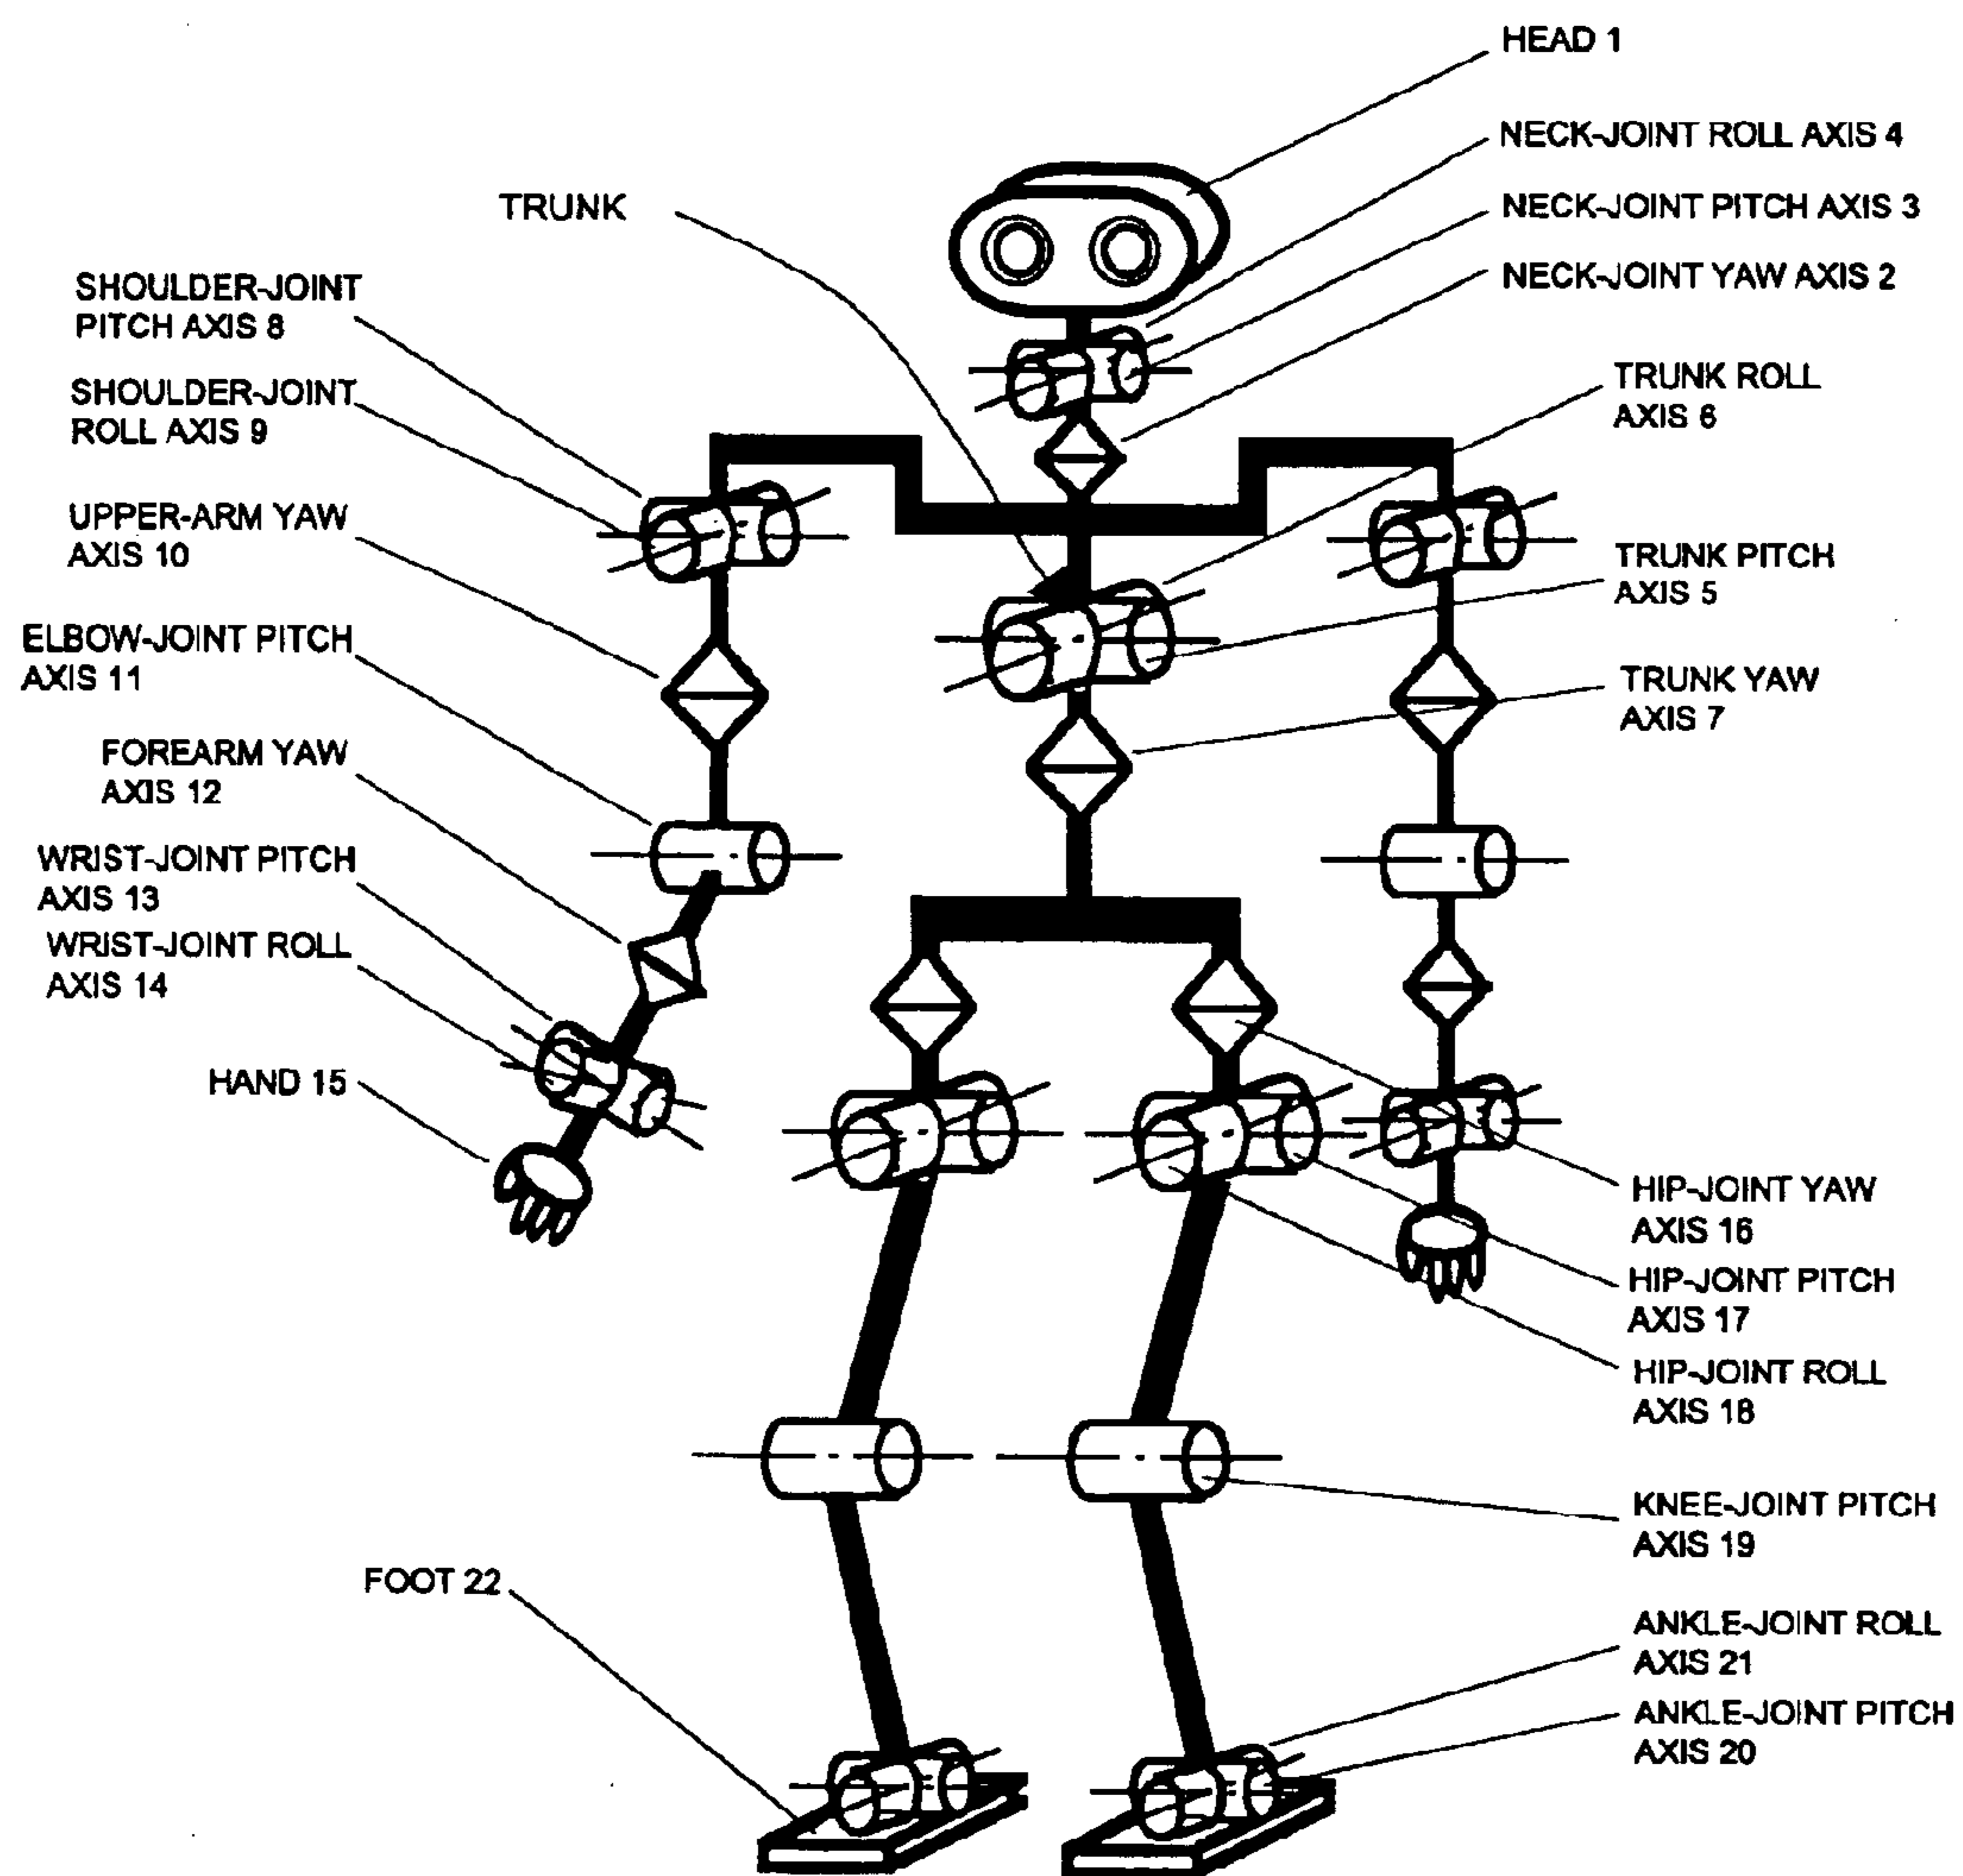 HEAD 1
NECK-JOINT ROLL AXIS 4
NECK-JOINT PITCH AXIS 3
NECK-JOINT YAW AXIS 2
TRUNK
SHOULDER-JOINT
PITCH AXIS 8
SHOULDER-JOINT
ROLL AXIS 9
UPPER-ARM YAW
AXIS 10
ELBOW-JOINT PITCH
AXIS 11
FOREARM YAW
AXIS 12
WRIST-JOINT PITCH
AXIS 13
WRIST-JOINT ROLL
AXIS 14
HAND 15
FOOT 22
TRUNK ROLL
AXIS 6
TRUNK PITCH
AXIS 5
TRUNK YAW
AXIS 7
HIP-JOINT YAW
AXIS 16
HIP-JOINT PITCH
AXIS 17
HIP-JOINT ROLL
AXIS 18
KNEE-JOINT PITCH
AXIS 19
ANKLE-JOINT ROLL
AXIS 21
ANKLE-JOINT PITCH
AXIS 20